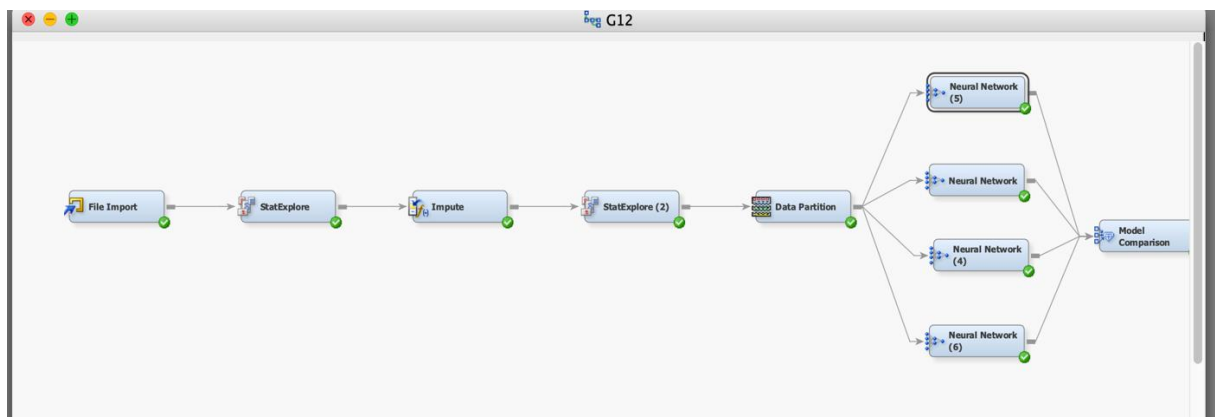 G12
Neural Network
(5)
File Import
StatExplore
Impute
StatExplore (2)
Data Partition
Neural Network
Neural Network
(4)
Model
Comparison
Neural Network
(6)